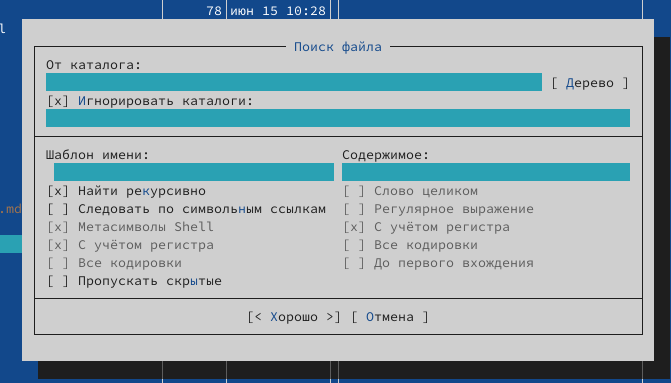 78 июн 15 10:28
l
Поиск файла
От каталога:
[ Дерево ]
[x] Игнорировать каталоги:
Шаблон имени: Содержимое:
[x] Найти рекурсивно [ ] Слово целиком
.md [ ] Следовать по символьным ссылкам [ ] Регулярное выражение
[x] Метасимволы Shell [x] С учётом регистра
[x] С учётом регистра [ ] Все кодировки
[ ] Все кодировки [ ] До первого вхождения
[ ] Пропускать скрытые
[< Хорошо >] [ Отмена ]